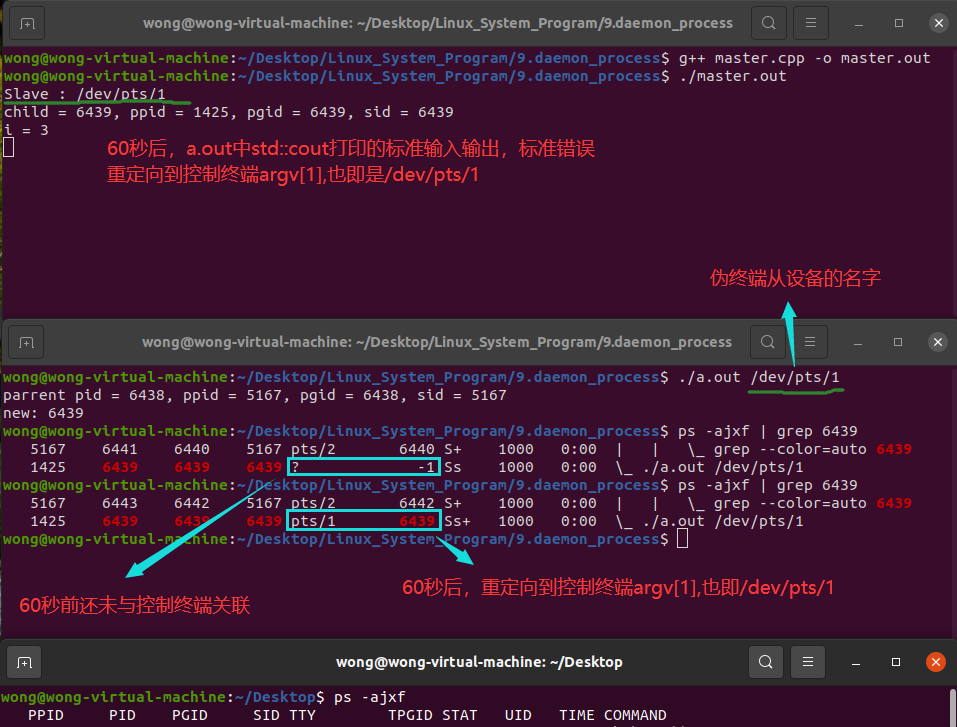 wong@wong-virtual-machine: ~/Desktop/Linux_System_Program/9.daemon_process
wong@wong-virtual-machine:~/Desktop/Linux_System_Program/9.daemon_process$ g++ master.cpp -o master.out
wong@wong-virtual-machine:~/Desktop/Linux_System_Program/9.daemon_process$ ./master.out
Slave : /dev/pts/1
child = 6439, ppid = 1425, pgid = 6439, sid = 6439
i = 3
60秒后，a.out中std::cout打印的标准输入输出，标准错误
重定向到控制终端argv[1],也即是/dev/pts/1
伪终端从设备的名字
wong@wong-virtual-machine: ~/Desktop/Linux_System_Program/9.daemon_process
wong@wong-virtual-machine:~/Desktop/Linux_System_Program/9.daemon_process$ ./a.out /dev/pts/1
parrent pid = 6438, ppid = 5167, pgid = 6438, sid = 5167
new: 6439
wong@wong-virtual-machine:~/Desktop/Linux_System_Program/9.daemon_process$ ps -ajxf | grep 6439
5167 6441 6440 5167 pts/2 6440 S+ 1000 0:00 | | \_ grep --color=auto 6439
1425 6439 6439 6439 ? -1 Ss 1000 0:00 \_ ./a.out /dev/pts/1
wong@wong-virtual-machine:~/Desktop/Linux_System_Program/9.daemon_process$ ps -ajxf | grep 6439
5167 6443 6442 5167 pts/2 6442 S+ 1000 0:00 | | \_ grep --color=auto 6439
1425 6439 6439 6439 pts/1 6439 Ss+ 1000 0:00 \_ ./a.out /dev/pts/1
wong@wong-virtual-machine:~/Desktop/Linux_System_Program/9.daemon_process$
60秒后，重定向到控制终端argv[1],也即/dev/pts/1
60秒前还未与控制终端关联
wong@wong-virtual-machine: ~/Desktop
wong@wong-virtual-machine:~/Desktop$ ps -ajxf
PPID PID PGID SID TTY TPGID STAT UID TIME COMMAND